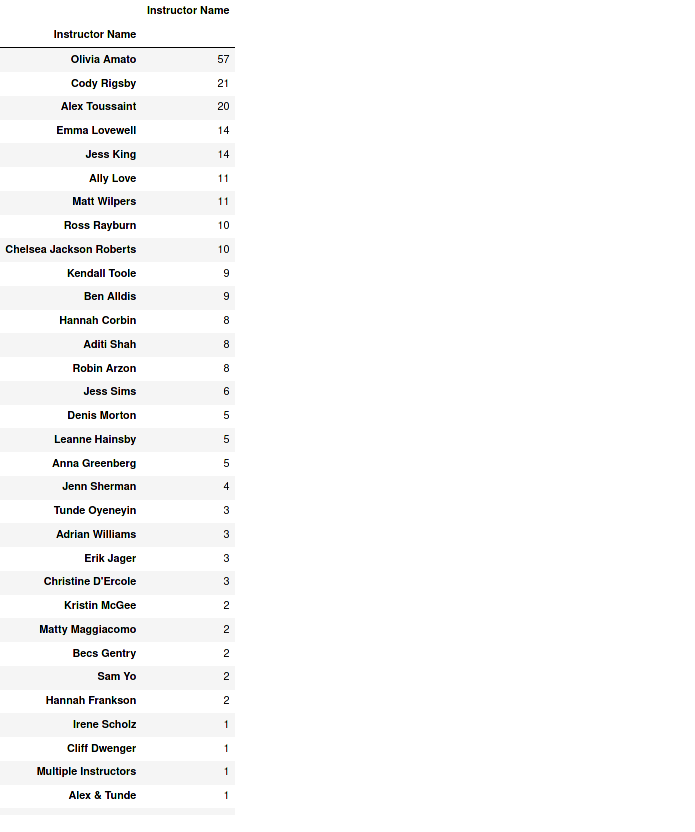 Instructor Name
Instructor Name
Olivia Amato 57
Cody Rigsby 21
Alex Toussaint 20
Emma Lovewell 14
Jess King 14
Ally Love 11
Matt Wilpers 11
Ross Rayburn 10
Chelsea Jackson Roberts 10
Kendall Toole 9
Ben Alldis 9
Hannah Corbin 8
Aditi Shah 8
Robin Arzon 8
Jess Sims 6
Denis Morton 5
Leanne Hainsby 5
Anna Greenberg 5
Jenn Sherman 4
Tunde Oyeneyin 3
Adrian Williams 3
Erik Jager 3
Christine D'Ercole 3
Kristin McGee 2
Matty Maggiacomo 2
Becs Gentry 2
Sam Yo 2
Hannah Frankson 2
Irene Scholz 1
Cliff Dwenger 1
Multiple Instructors 1
Alex & Tunde 1